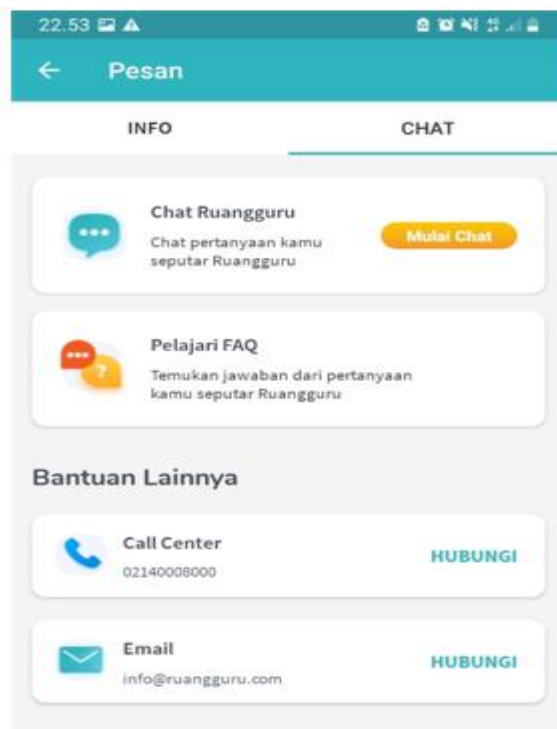 22.53
Pesan
INFO
CHAT
Chat Ruangguru
Chat pertanyaan kamu
seputar Ruangguru
Mulai Chat
Pelajari FAQ
Temukan jawaban dari pertanyaan
kamu seputar Ruangguru
Bantuan Lainnya
Call Center
02140008000
HUBUNGI
Email
info@ruangguru.com
HUBUNGI